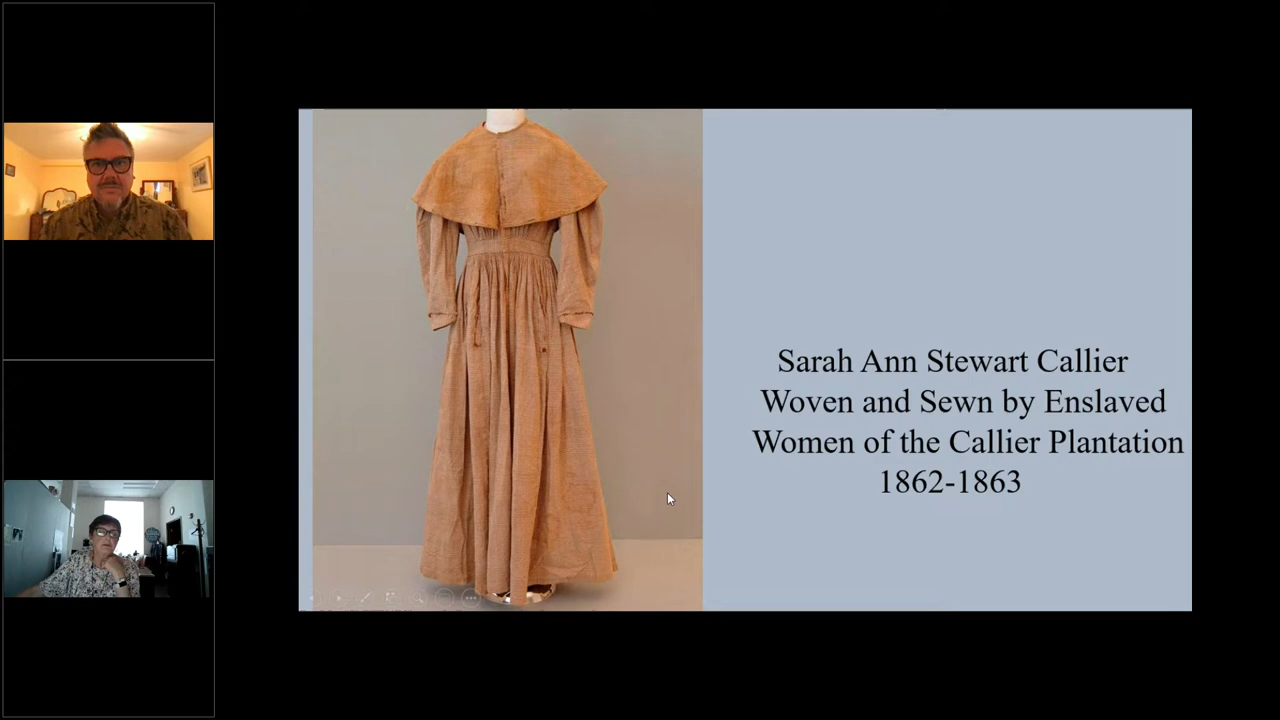 Sarah Ann Stewart Callier
Woven and Sewn by Enslaved
Women of the Callier Plantation
1862-1863